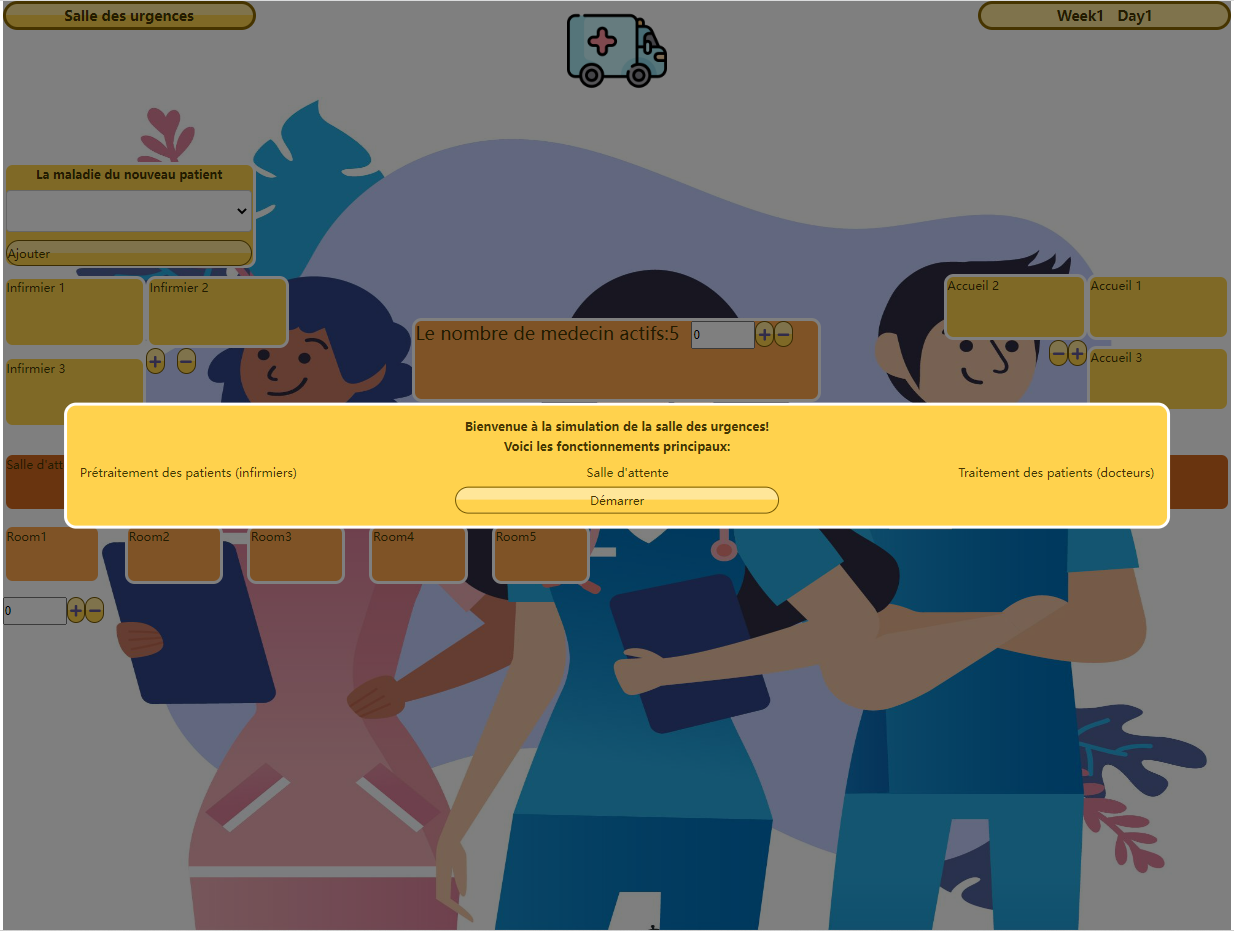 Salle des urgences
Week1 Day1
La maladie du nouveau patient
Ajouter
Infirmier 1
Infirmier 2
Accueil 2
Accueil 1
Le nombre de medecin actifs:5 0 + −
Infirmier 3
+ −
− +
Accueil 3
Bienvenue à la simulation de la salle des urgences!
Voici les fonctionnements principaux:
Salle d'att
Prétraitement des patients (infirmiers)
Salle d'attente
Traitement des patients (docteurs)
Démarrer
Room1
Room2
Room3
Room4
Room5
0 + −